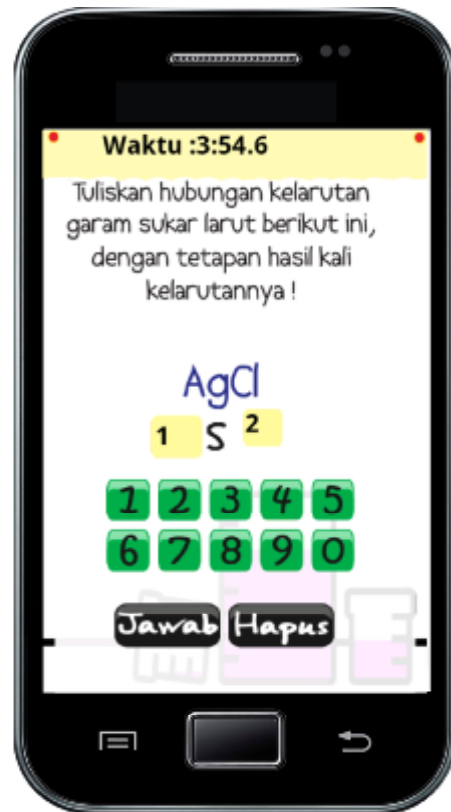 Waktu :3:54.6
Tuliskan hubungan kelarutan
garam sukar larut berikut ini,
dengan tetapan hasil kali
kelarutannya !
AgCl
1 S 2
1 2 3 4 5
6 7 8 9 0
Jawab Hapus